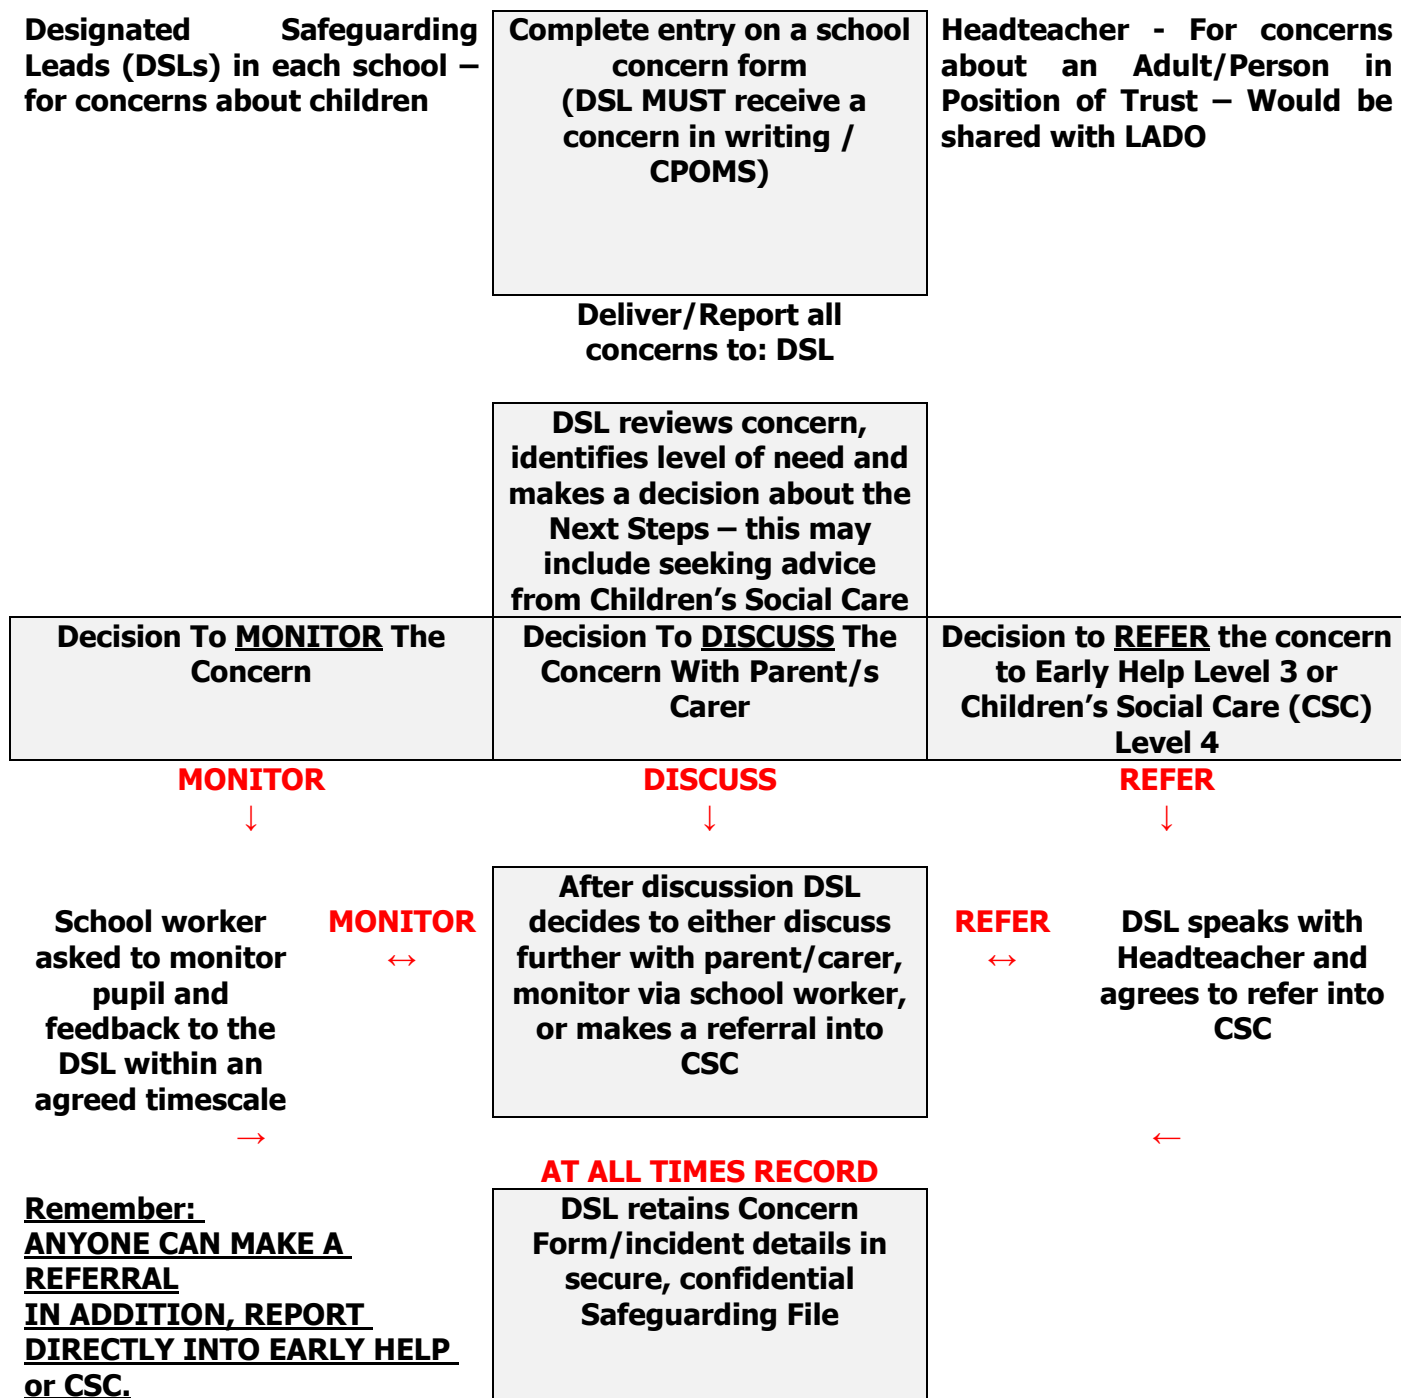 Designated Safeguarding
Leads (DSLs) in each school –
for concerns about children
Complete entry on a school
concern form
(DSL MUST receive a
concern in writing /
CPOMS)
Headteacher - For concerns
about an Adult/Person in
Position of Trust – Would be
shared with LADO
Deliver/Report all
concerns to: DSL
DSL reviews concern,
identifies level of need and
makes a decision about the
Next Steps – this may
include seeking advice
from Children’s Social Care
Decision To MONITOR The
Concern
Decision To DISCUSS The
Concern With Parent/s
Carer
Decision to REFER the concern
to Early Help Level 3 or
Children’s Social Care (CSC)
Level 4
MONITOR
↓
DISCUSS
↓
REFER
↓
School worker
asked to monitor
pupil and
feedback to the
DSL within an
agreed timescale
MONITOR
↔
After discussion DSL
decides to either discuss
further with parent/carer,
monitor via school worker,
or makes a referral into
CSC
REFER
↔
DSL speaks with
Headteacher and
agrees to refer into
CSC
→
←
AT ALL TIMES RECORD
Remember:
ANYONE CAN MAKE A
REFERRAL
IN ADDITION, REPORT
DIRECTLY INTO EARLY HELP
or CSC.
DSL retains Concern
Form/incident details in
secure, confidential
Safeguarding File